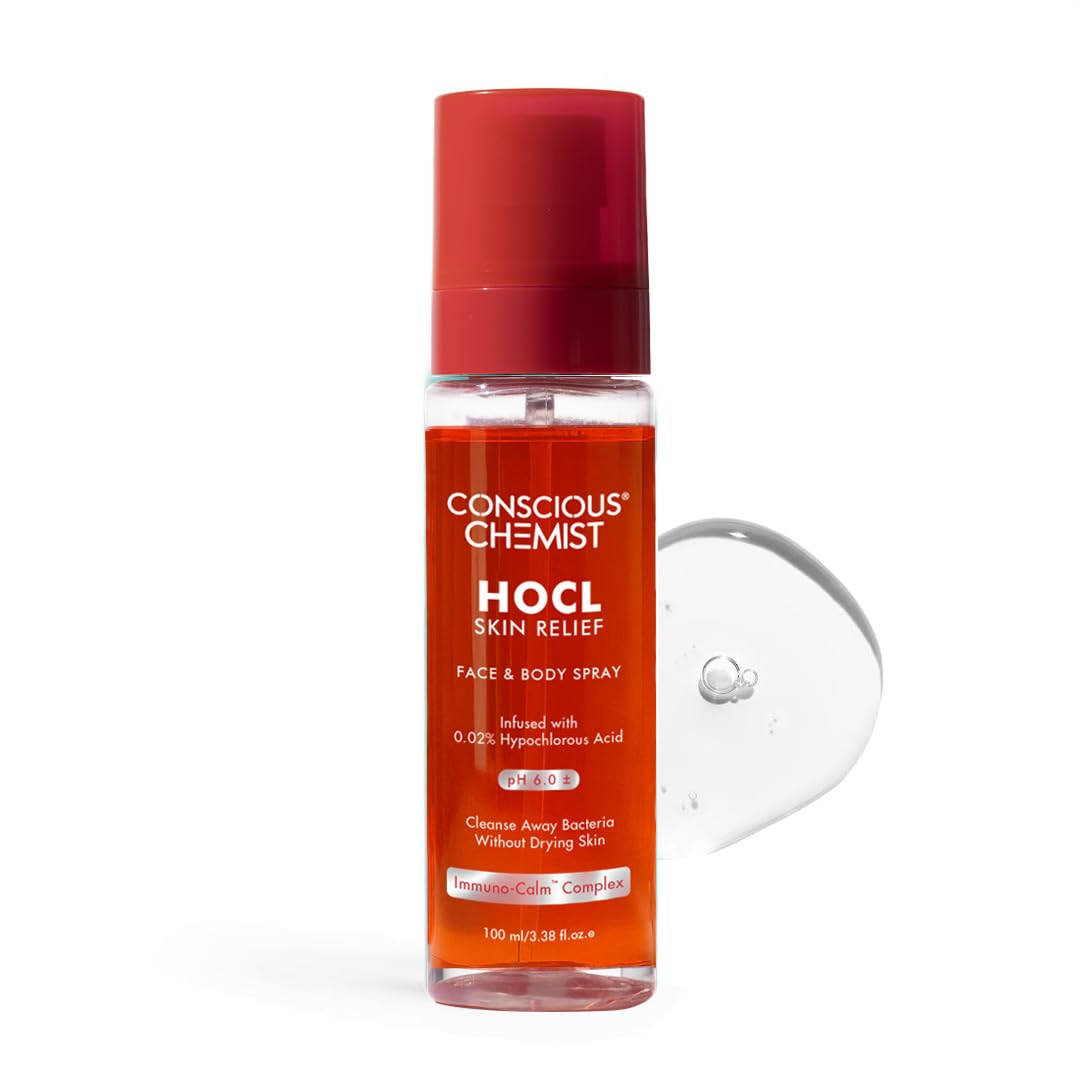 CONSCIOUS®
CHEMIST
HOCL
SKIN RELIEF
FACE & BODY SPRAY
Infused with
0.02% Hypochlorous Acid
pH 6.0 ±
Cleanse Away Bacteria
Without Drying Skin
Immuno-Calm™ Complex
100 ml/3.38 fl.oz.e